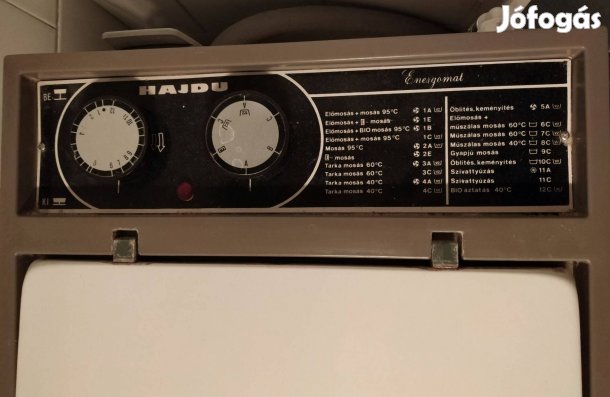 Jófogás
BE
HAJDU
Energomat
KI
Előmosás + mosás 95°C 1A
Előmosás + E - mosás 1E
Előmosás + BIO mosás 95°C 1B
Előmosás + mosás 95°C 1C
Mosás 95°C 2A
E - mosás 2E
Tarka mosás 60°C 3A
Tarka mosás 60°C 3C
Tarka mosás 40°C 4A
Tarka mosás 40°C 4C
Öblítés, keményítés 5A
Előmosás +
műszálas mosás 60°C 6C
Műszálas mosás 60°C 7C
Műszálas mosás 40°C 8C
Gyapjú mosás 9C
Öblítés, keményítés 10C
Szivattyúzás 11A
Szivattyúzás 11C
BIO áztatás 40°C 12C